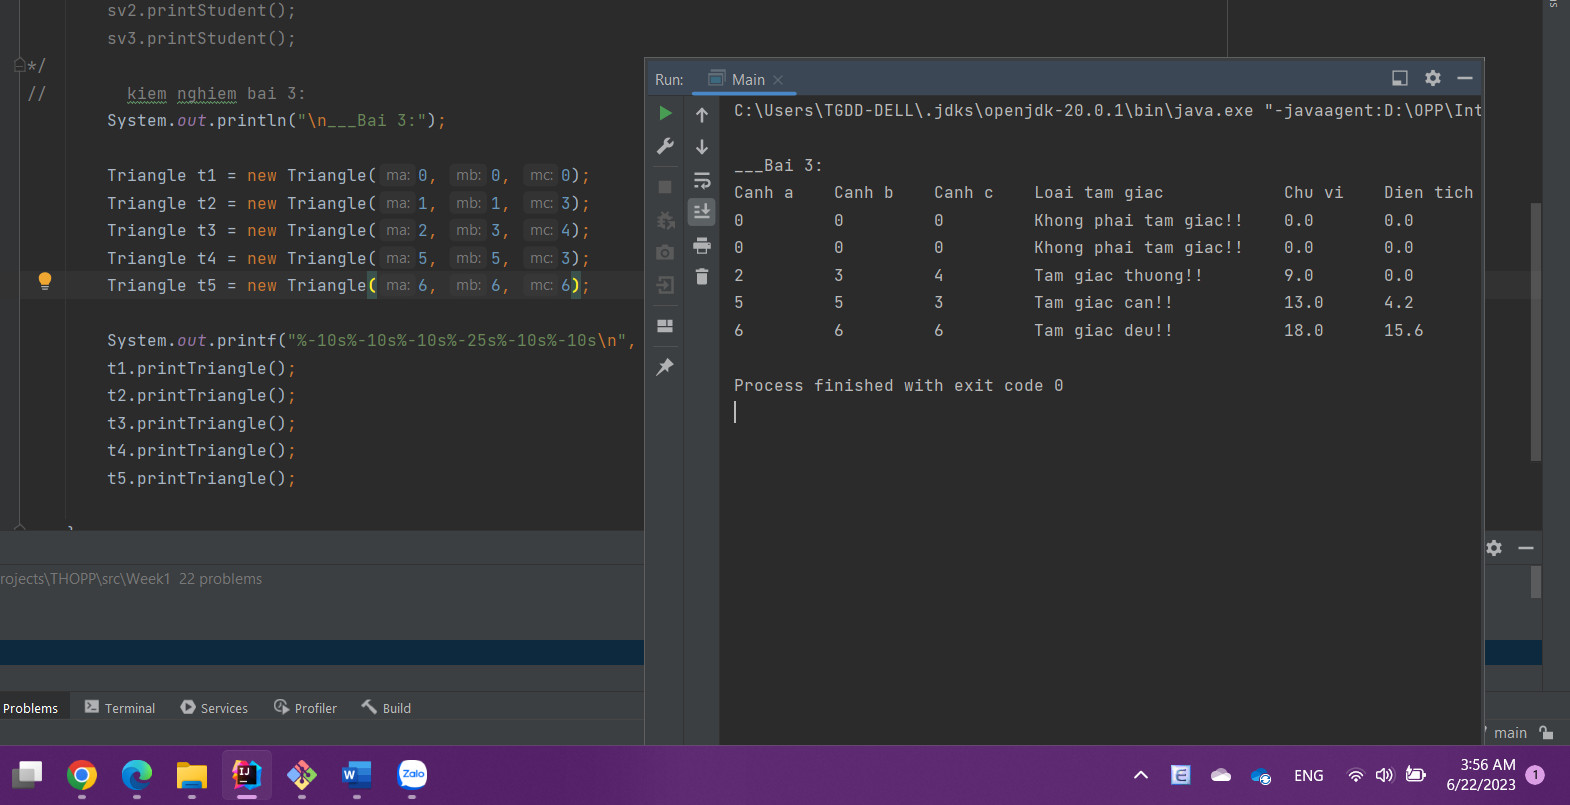 sv2.printStudent();
sv3.printStudent();
*/
// kiem nghiem bai 3:
System.out.println("\n___Bai 3:");
Triangle t1 = new Triangle( ma: 0, mb: 0, mc: 0);
Triangle t2 = new Triangle( ma: 1, mb: 1, mc: 3);
Triangle t3 = new Triangle( ma: 2, mb: 3, mc: 4);
Triangle t4 = new Triangle( ma: 5, mb: 5, mc: 3);
Triangle t5 = new Triangle( ma: 6, mb: 6, mc: 6);
System.out.printf("%-10s%-10s%-10s%-25s%-10s%-10s\n",
t1.printTriangle();
t2.printTriangle();
t3.printTriangle();
t4.printTriangle();
t5.printTriangle();
Run: Main
C:\Users\TGDD-DELL\.jdks\openjdk-20.0.1\bin\java.exe "-javaagent:D:\OPP\Int
___Bai 3:
Canh a Canh b Canh c Loai tam giac Chu vi Dien tich
0 0 0 Khong phai tam giac!! 0.0 0.0
0 0 0 Khong phai tam giac!! 0.0 0.0
2 3 4 Tam giac thuong!! 9.0 0.0
5 5 3 Tam giac can!! 13.0 4.2
6 6 6 Tam giac deu!! 18.0 15.6
Process finished with exit code 0
rojects\THOPP\src\Week1 22 problems
Problems Terminal Services Profiler Build
main
Zalo
ENG
3:56 AM
6/22/2023
1